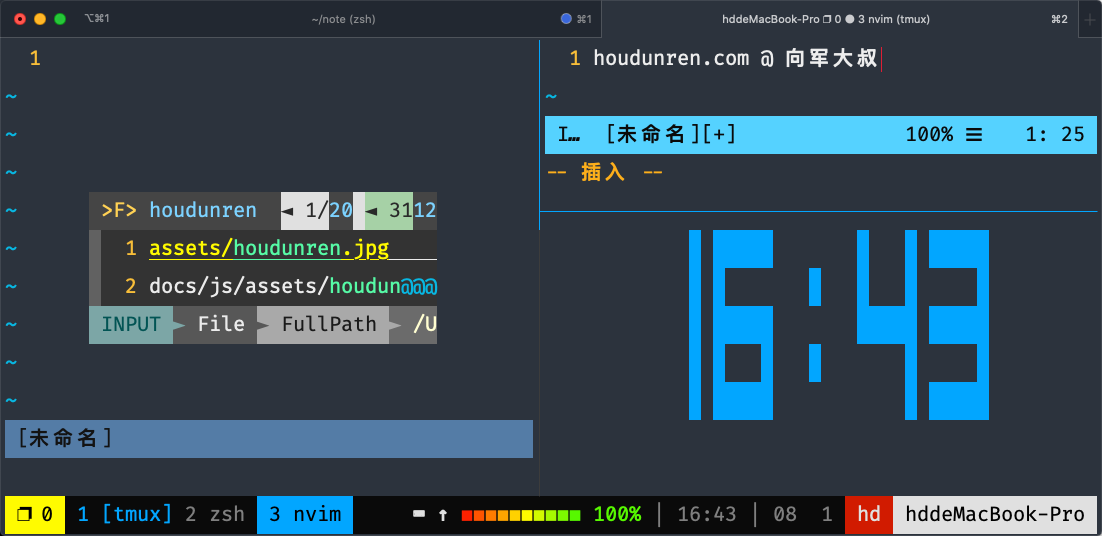 ⌥⌘1 ~/note (zsh) ⌘1 hddeMacBook-Pro ❐ 0 ● 3 nvim (tmux) ⌘2 +
1
~
~
~
~
>F> houdunren ◄ 1/20 ◄ 3112
~
1 assets/houdunren.jpg
~
2 docs/js/assets/houdun@@@
~
INPUT ► File ► FullPath ► /U
~
~
[未命名]
1 houdunren.com @ 向军大叔
~
I… [未命名][+] 100% ☰ 1: 25
-- 插入 --
16:43
❐ 0 1 [tmux] 2 zsh 3 nvim ↑ 100% | 16:43 | 08 1 hd hddeMacBook-Pro